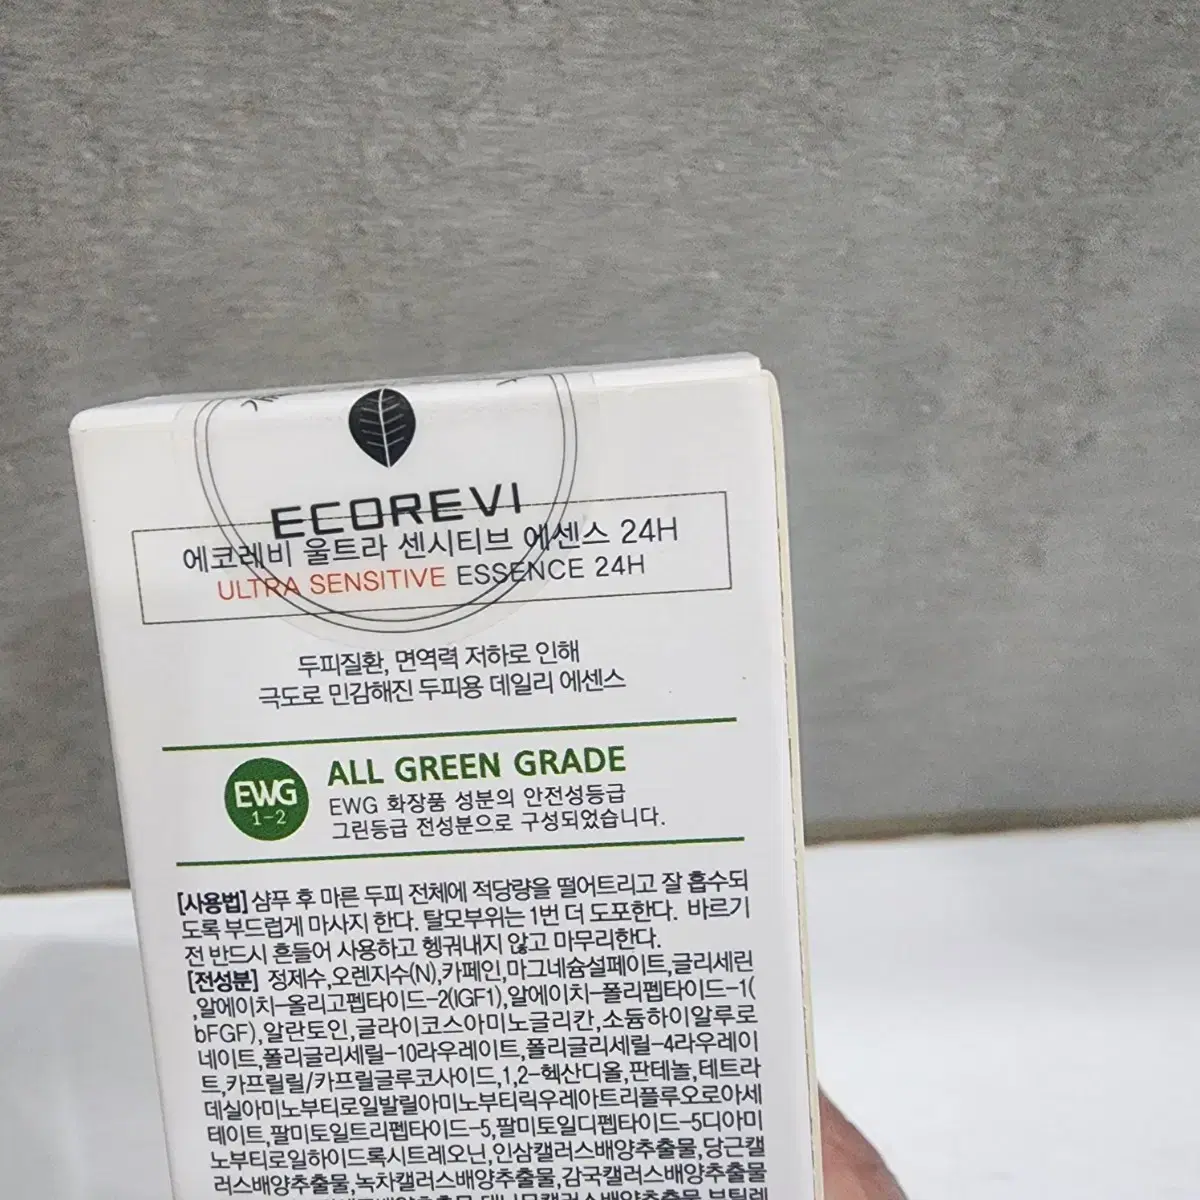 ECOREVI
에코레비 울트라 센시티브 에센스 24H
ULTRA SENSITIVE ESSENCE 24H
두피질환, 면역력 저하로 인해
극도로 민감해진 두피용 데일리 에센스
EWG
1-2
ALL GREEN GRADE
EWG 화장품 성분의 안전성등급
그린등급 전성분으로 구성되었습니다.
[사용법] 샴푸 후 마른 두피 전체에 적당량을 떨어트리고 잘 흡수되
도록 부드럽게 마사지 한다. 탈모부위는 1번 더 도포한다. 바르기
전 반드시 흔들어 사용하고 헹궈내지 않고 마무리한다.
[전성분] 정제수,오렌지수(N),카페인,마그네슘설페이트,글리세린
,알에이치-올리고펩타이드-2(IGF1),알에이치-폴리펩타이드-1(
bFGF),알란토인,글라이코스아미노글리칸,소듐하이알루로
네이트,폴리글리세릴-10라우레이트,폴리글리세릴-4라우레이
트,카프릴릴/카프릴글루코사이드,1,2-헥산디올,판테놀,테트라
데실아미노부티로일발릴아미노부티릭우레아트리플루오로아세
테이트,팔미토일트리펩타이드-5,팔미토일디펩타이드-5디아미
노부티로일하이드록시트레오닌,인삼캘러스배양추출물,당근캘
러스배양추출물,녹차캘러스배양추출물,감국캘러스배양추출물